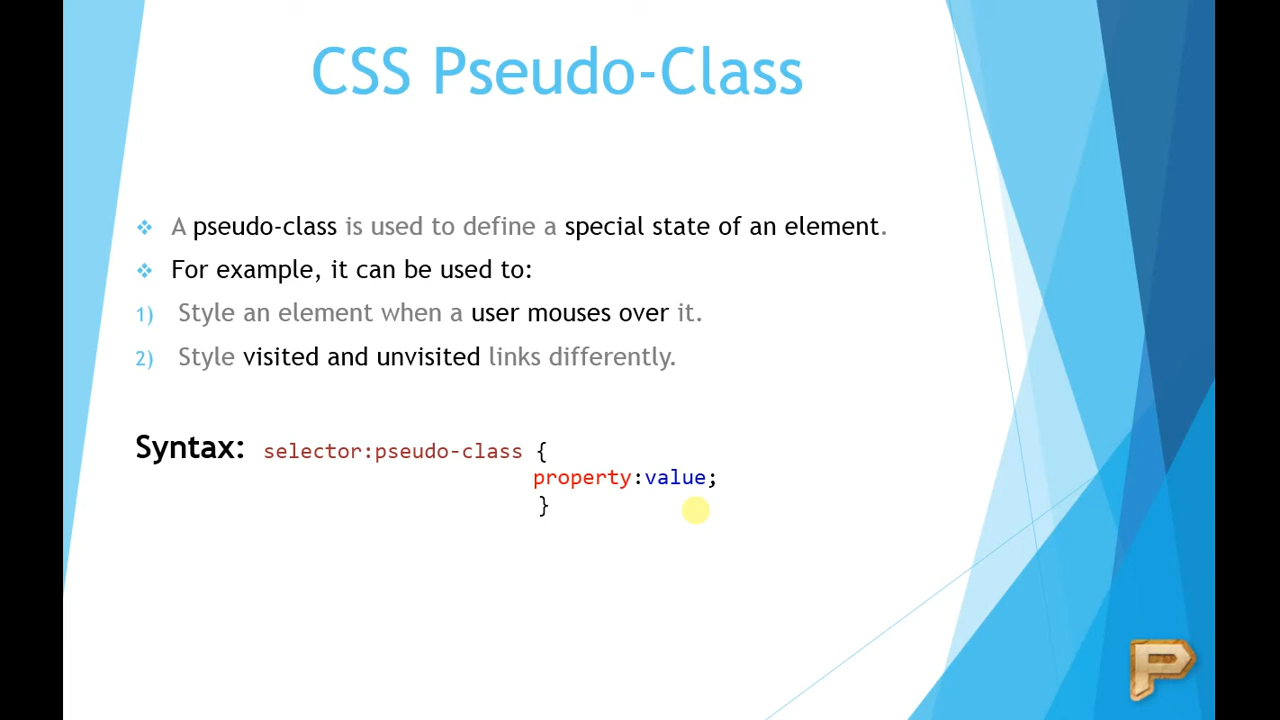 CSS Pseudo-Class
A pseudo-class is used to define a special state of an element.
For example, it can be used to:
1) Style an element when a user mouses over it.
2) Style visited and unvisited links differently.
Syntax: selector:pseudo-class {
property:value;
}
P